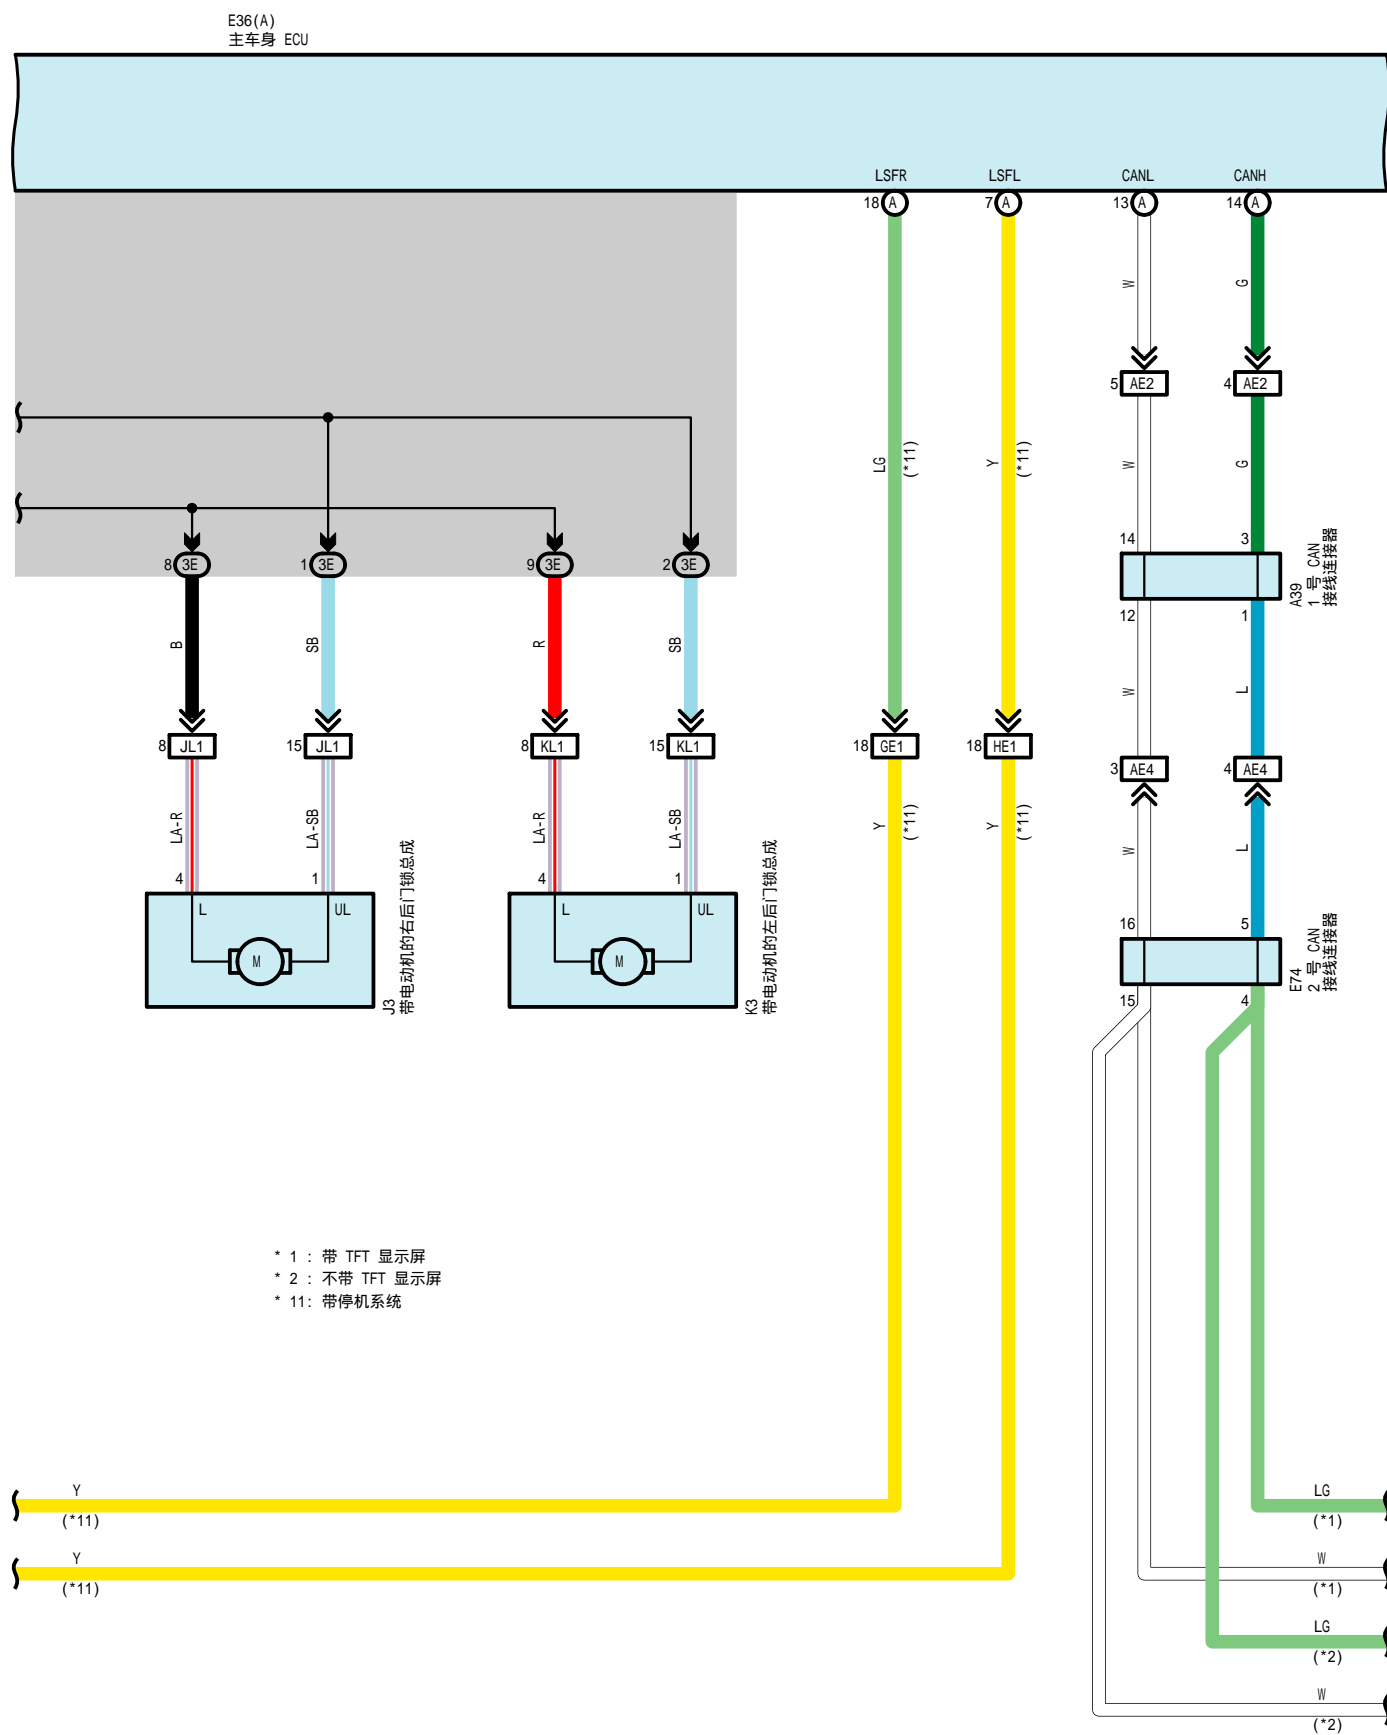 E36(A)
主车身 ECU
LSFR
LSFL
CANL
CANH
18 A
7 A
13 A
14 A
W
G
5 AE2
4 AE2
LG
(*11)
Y
(*11)
W
G
14
3
8 3E
1 3E
9 3E
2 3E
A39
1 号 CAN
接线连接器
12
1
B
SB
R
SB
W
L
8 JL1
15 JL1
8 KL1
15 KL1
18 GE1
18 HE1
3 AE4
4 AE4
LA-R
LA-SB
LA-R
LA-SB
Y
(*11)
Y
(*11)
W
L
4
1
4
1
L
UL
L
UL
M
M
J3
带电动机的右后门锁总成
K3
带电动机的左后门锁总成
16
5
E74
2 号 CAN
接线连接器
15
4
* 1 : 带 TFT 显示屏
* 2 : 不带 TFT 显示屏
* 11: 带停机系统
Y
(*11)
LG
(*1)
Y
(*11)
W
(*1)
LG
(*2)
W
(*2)